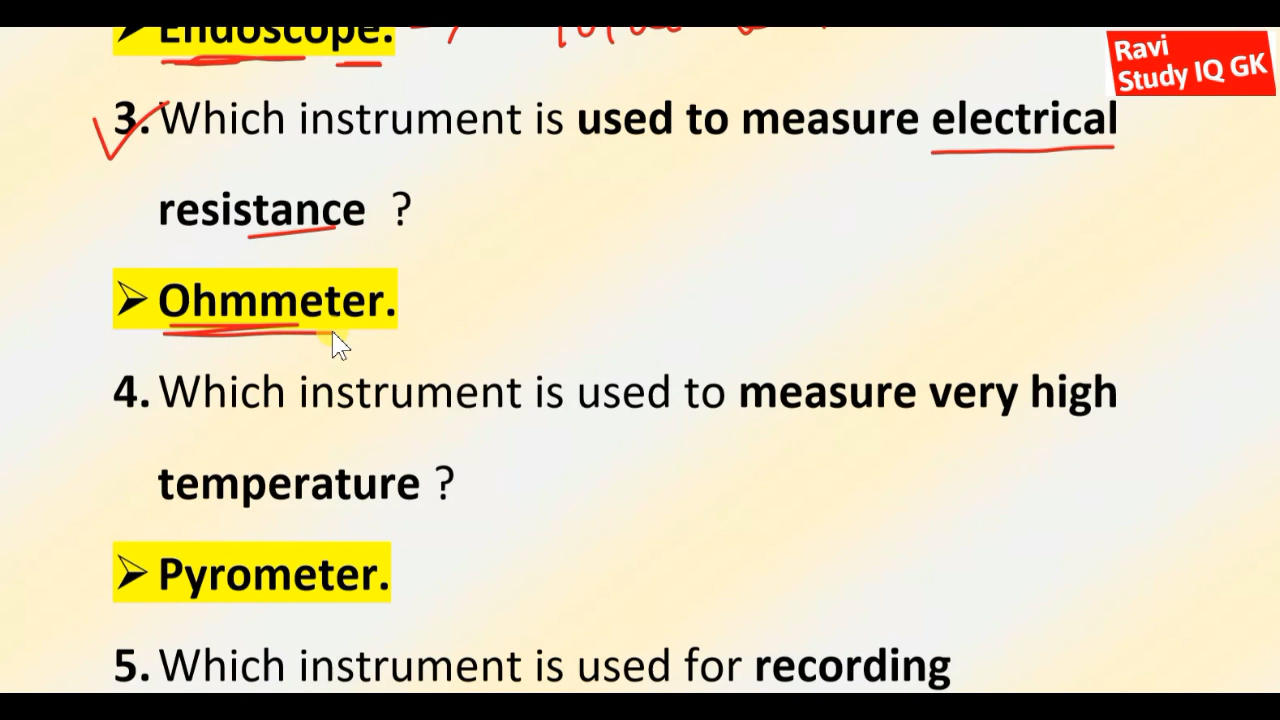 ➢ Endoscope.
Ravi
Study IQ GK
3. Which instrument is used to measure electrical
resistance ?
➢ Ohmmeter.
4. Which instrument is used to measure very high
temperature ?
➢ Pyrometer.
5. Which instrument is used for recording